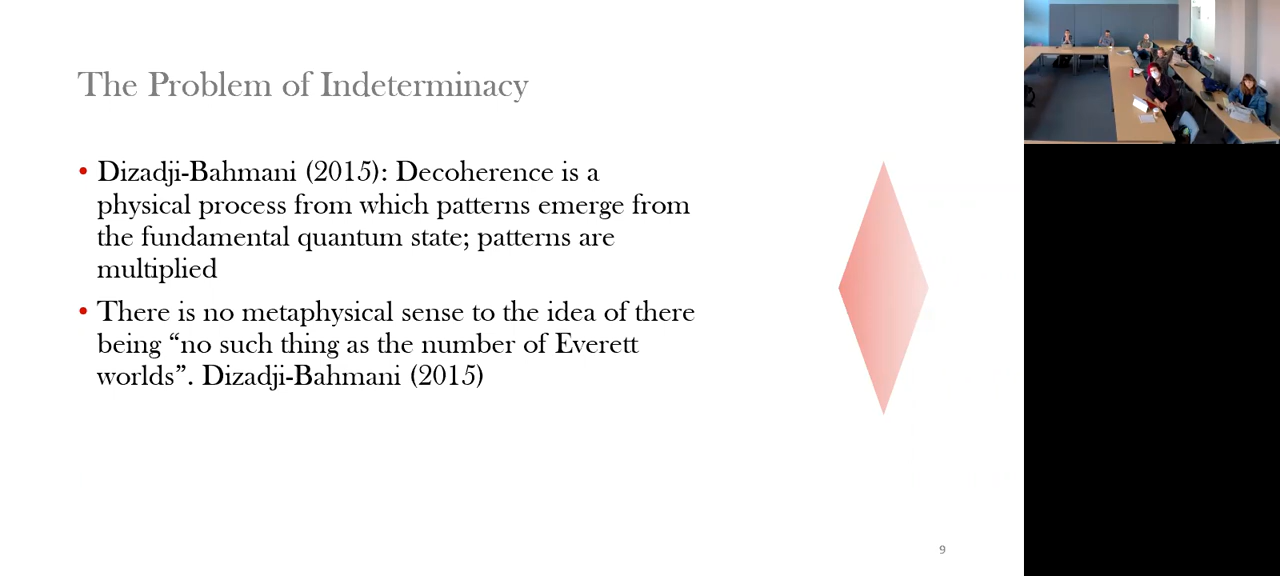 The Problem of Indeterminacy
• Dizadji-Bahmani (2015): Decoherence is a
physical process from which patterns emerge from
the fundamental quantum state; patterns are
multiplied
• There is no metaphysical sense to the idea of there
being “no such thing as the number of Everett
worlds”. Dizadji-Bahmani (2015)
9